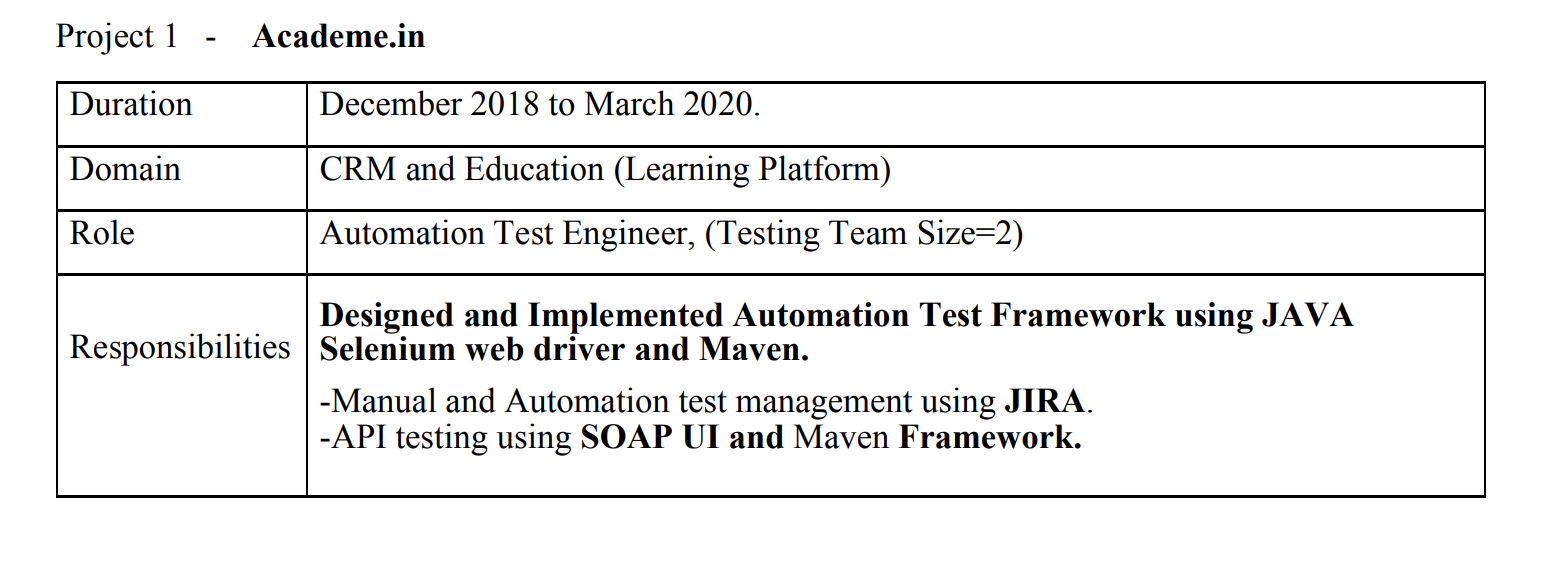 Project 1 - Academe.in
Duration
December 2018 to March 2020.
Domain
CRM and Education (Learning Platform)
Role
Automation Test Engineer, (Testing Team Size=2)
Responsibilities
Designed and Implemented Automation Test Framework using JAVA
Selenium web driver and Maven.
-Manual and Automation test management using JIRA.
-API testing using SOAP UI and Maven Framework.